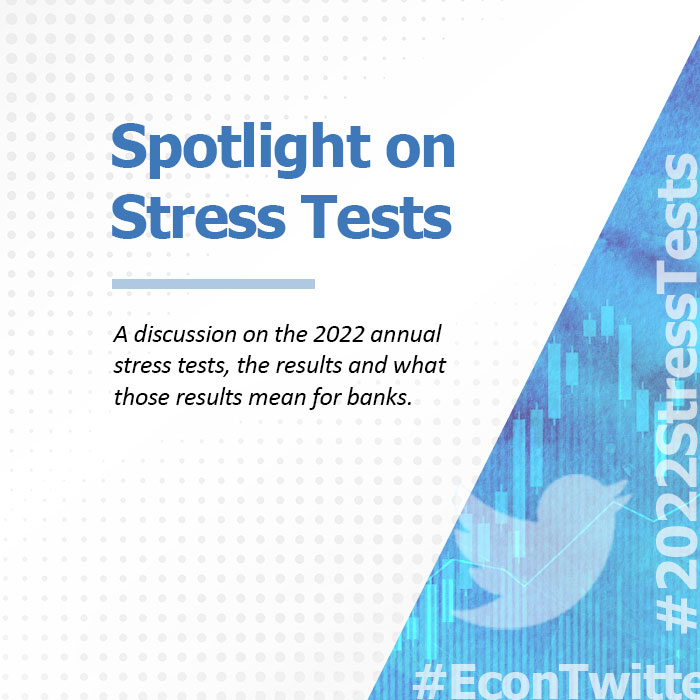 Spotlight on
Stress Tests
A discussion on the 2022 annual
stress tests, the results and what
those results mean for banks.
#2022StressTests
#EconTwitte